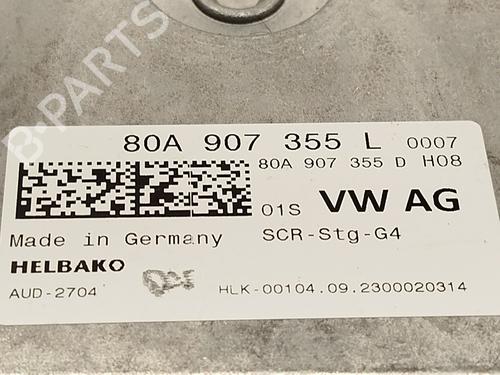 B-PARTS
80A 907 355 L 0007
80A 907 355 D H08
01S VW AG
Made in Germany SCR-Stg-G4
HELBAKO
AUD-2704 HLK-00104.09.2300020314